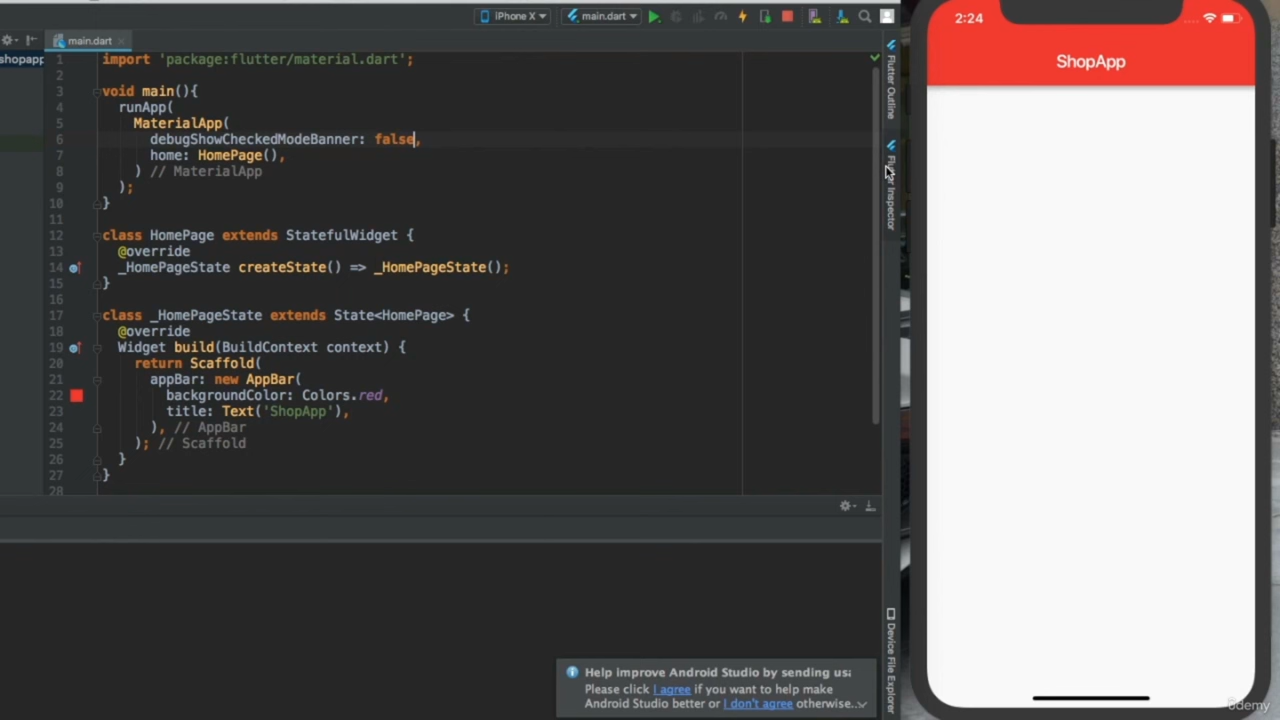 iPhone X
main.dart
2:24
main.dart
shopapp
ShopApp
1 import 'package:flutter/material.dart';
2
3 void main(){
4 runApp(
5 MaterialApp(
6 debugShowCheckedModeBanner: false,
7 home: HomePage(),
8 ) // MaterialApp
9 );
10 }
11
12 class HomePage extends StatefulWidget {
13 @override
14 _HomePageState createState() => _HomePageState();
15 }
16
17 class _HomePageState extends State<HomePage> {
18 @override
19 Widget build(BuildContext context) {
20 return Scaffold(
21 appBar: new AppBar(
22 backgroundColor: Colors.red,
23 title: Text('ShopApp'),
24 ), // AppBar
25 ); // Scaffold
26 }
27 }
28
Flutter Outline
Flutter Inspector
Device File Explorer
Help improve Android Studio by sending us:
Please click I agree if you want to help make
Android Studio better or I don't agree otherwise...
ûdemy